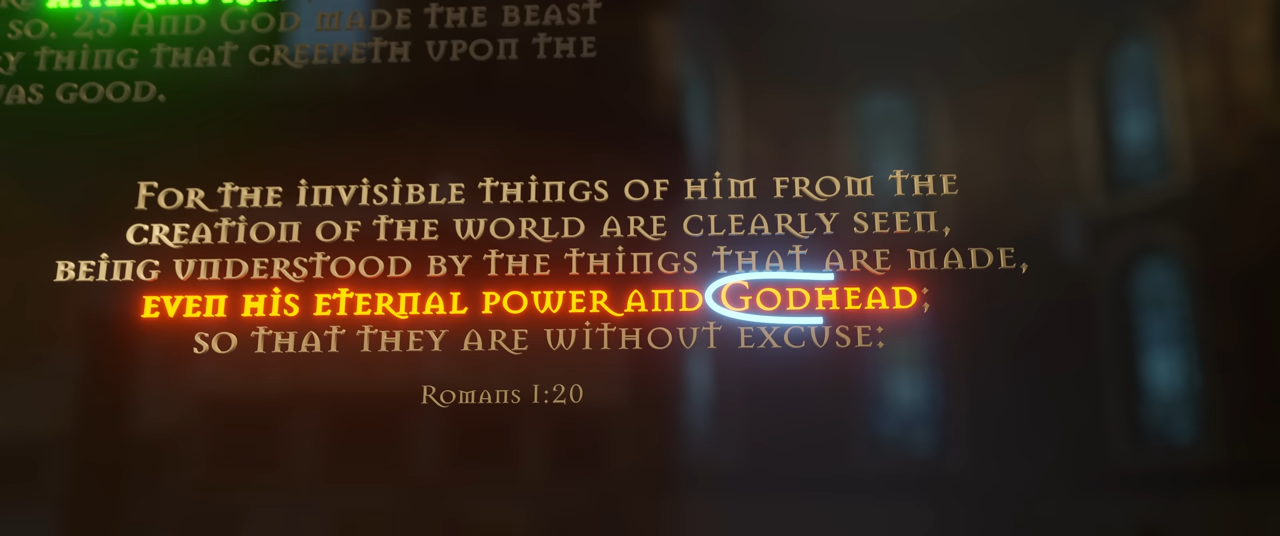 so. 25 And God made the beast
thing that creepeth upon the
was good.
For the invisible things of him from the
creation of the world are clearly seen,
being understood by the things that are made,
even his eternal power and Godhead;
so that they are without excuse:
Romans 1:20